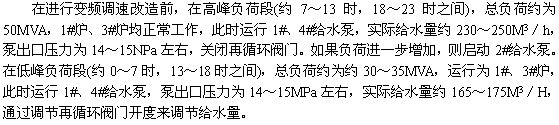 在进行变频调速改造前，在高峰负荷段(约 7～13 时，18～23 时之间)，总负荷约为
50MVA，1#炉、3#炉均正常工作，此时运行 1#、4#给水泵，实际给水量约 230～250M³／h，
泵出口压力为 14～15NPa 左右，关闭再循环阀门。如果负荷进一步增加，则启动 2#给水泵。
在低峰负荷段(约 0～7 时，13～18 时之间)，总负荷约为约 30～35MVA，运行为 1#、3#炉，
此时运行 1#、4#给水泵，泵出口压力为 14～15MPa 左右，实际给水量约 165～175M³／H，
通过调节再循环阀门开度来调节给水量。